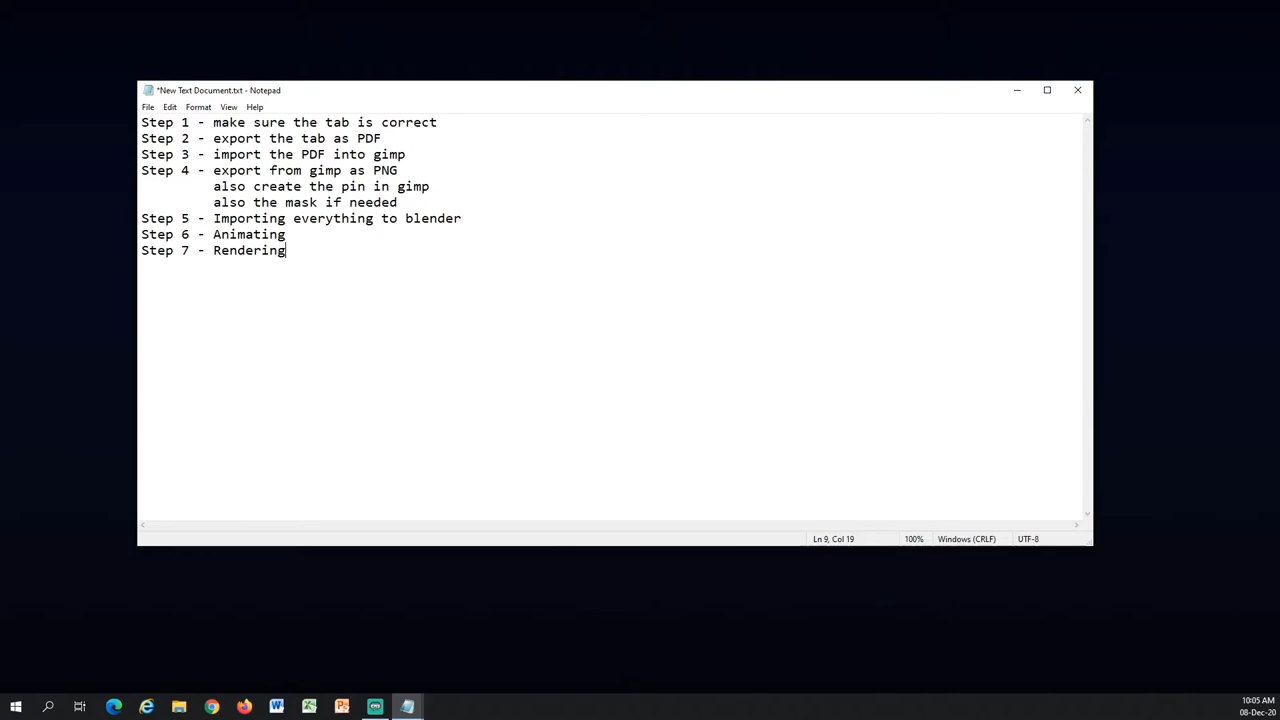 *New Text Document.txt - Notepad
File Edit Format View Help
Step 1 - make sure the tab is correct
Step 2 - export the tab as PDF
Step 3 - import the PDF into gimp
Step 4 - export from gimp as PNG
also create the pin in gimp
also the mask if needed
Step 5 - Importing everything to blender
Step 6 - Animating
Step 7 - Rendering
Ln 9, Col 19 100% Windows (CRLF) UTF-8
10:05 AM
08-Dec-20